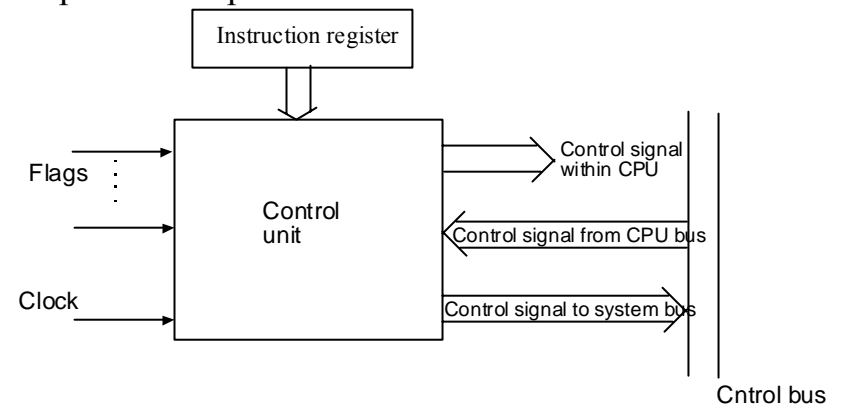 Instruction register
Control signal
within CPU
Flags
Control
unit
Control signal from CPU bus
Clock
Control signal to system bus
Cntrol bus